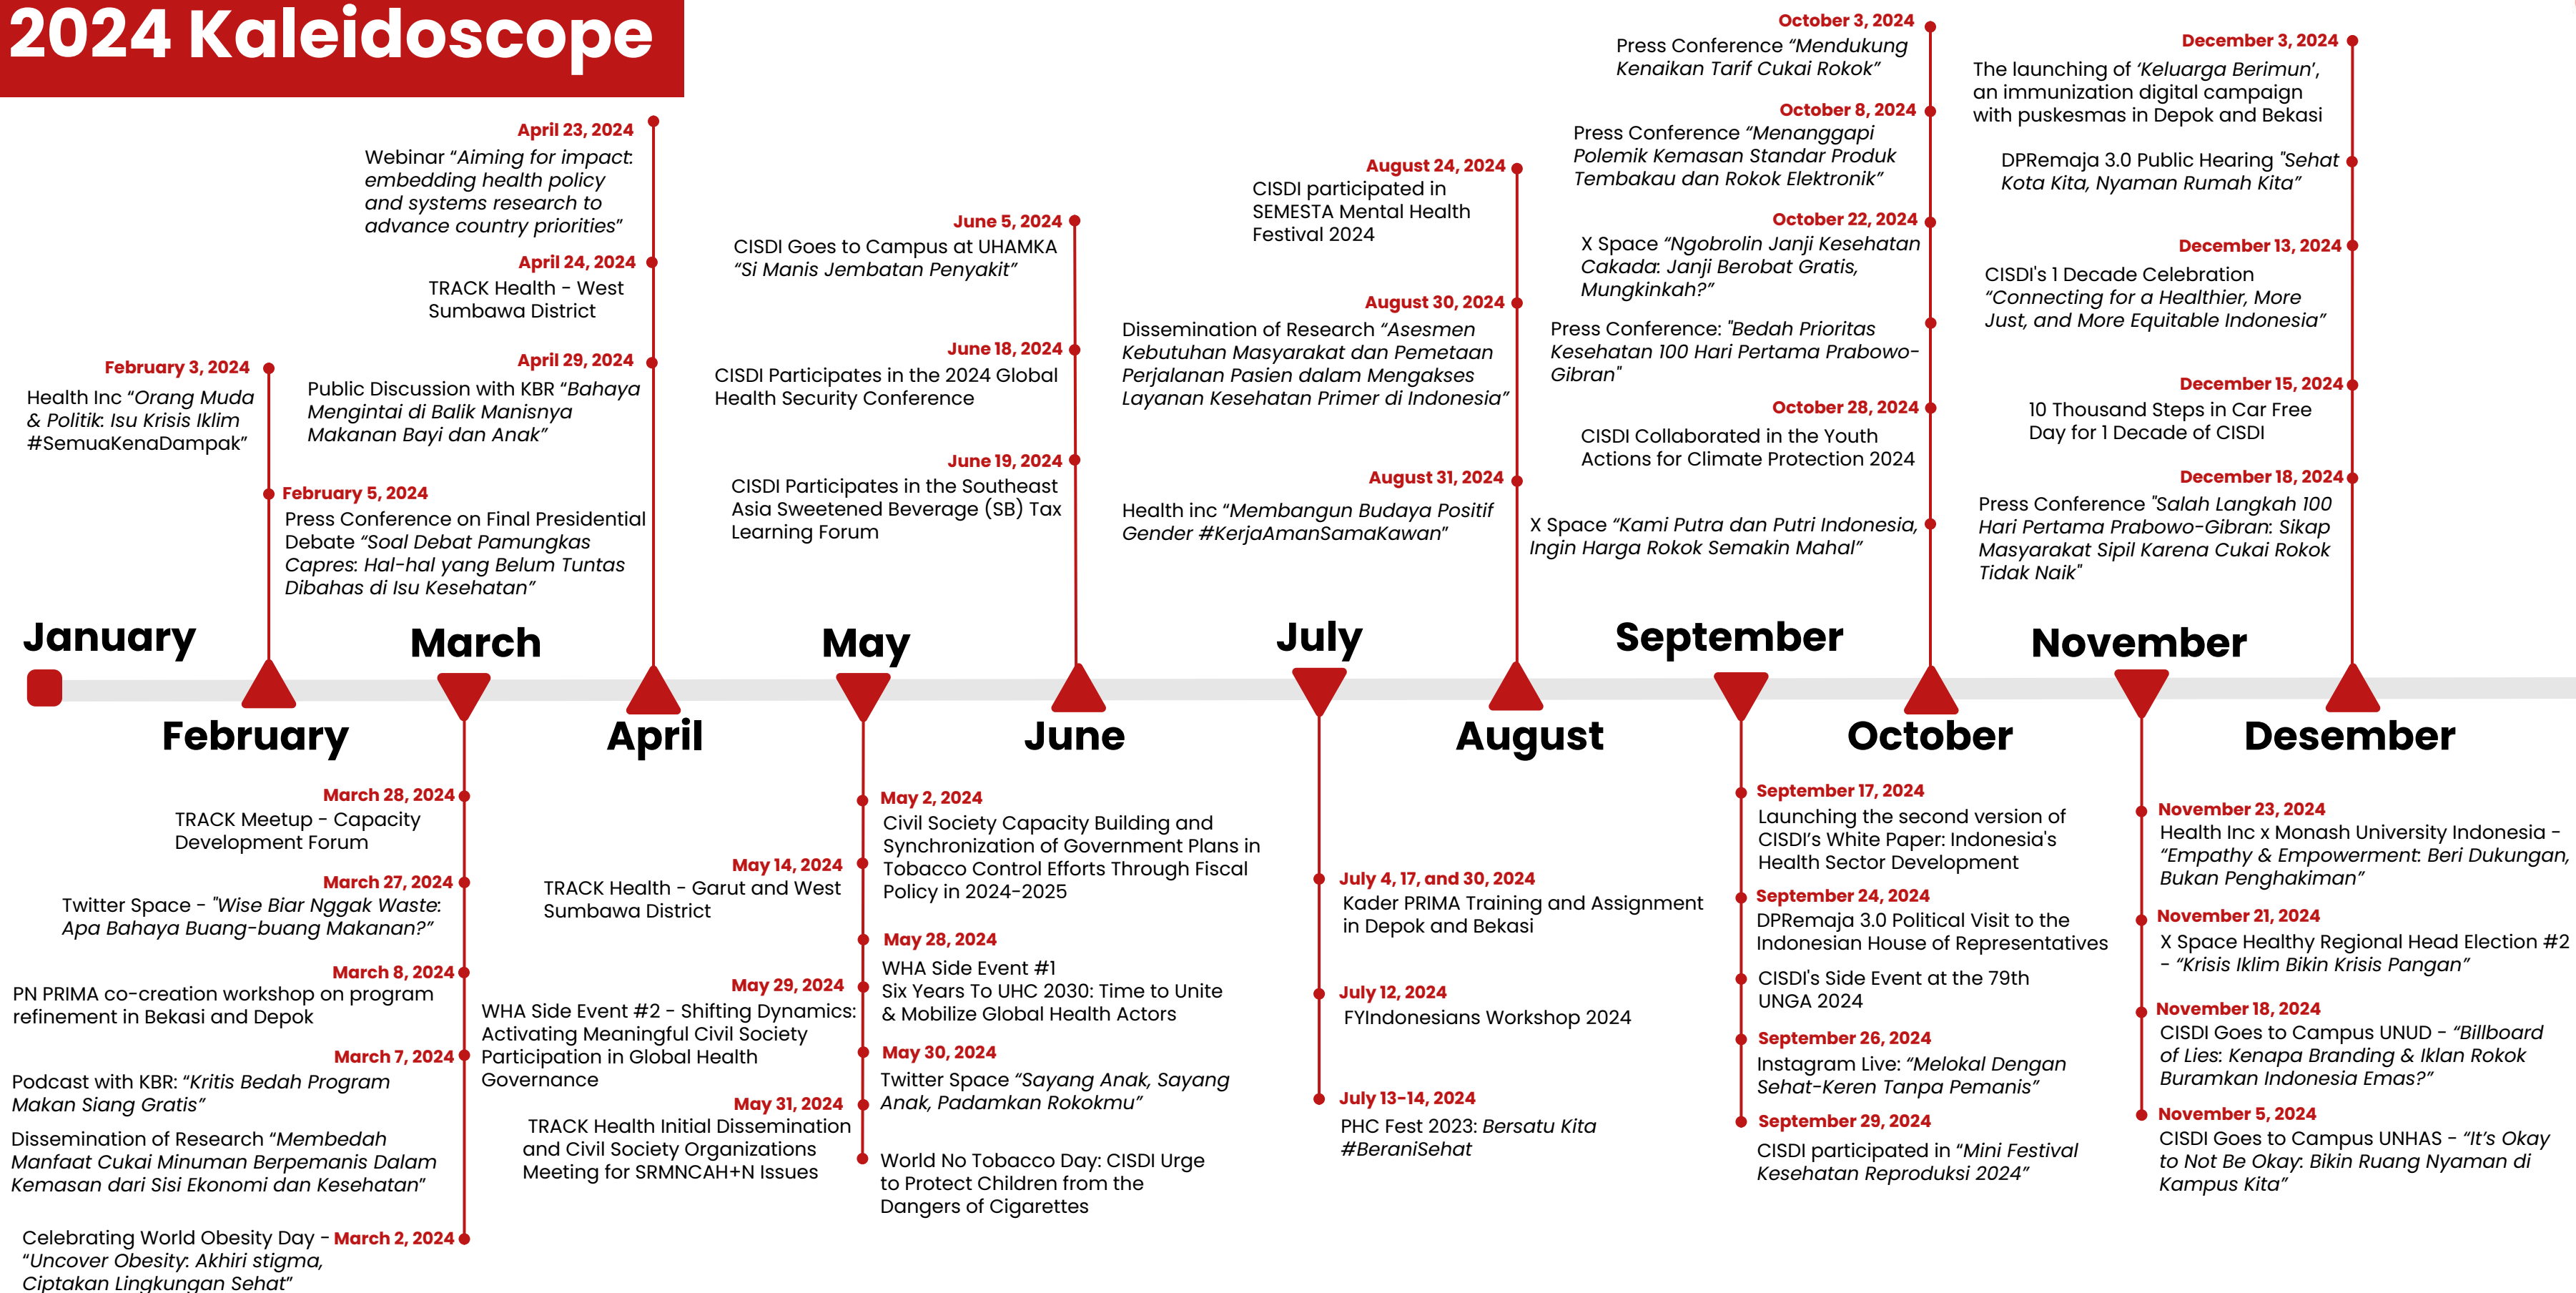 2024 Kaleidoscope
January
February
February 3, 2024
Health Inc “Orang Muda
& Politik: Isu Krisis Iklim
#SemuaKenaDampak”
February 5, 2024
Press Conference on Final Presidential
Debate “Soal Debat Pamungkas
Capres: Hal-hal yang Belum Tuntas
Dibahas di Isu Kesehatan”
March
March 28, 2024
TRACK Meetup - Capacity
Development Forum
March 27, 2024
Twitter Space - "Wise Biar Nggak Waste:
Apa Bahaya Buang-buang Makanan?”
March 8, 2024
PN PRIMA co-creation workshop on program
refinement in Bekasi and Depok
March 7, 2024
Podcast with KBR: “Kritis Bedah Program
Makan Siang Gratis”
Dissemination of Research “Membedah
Manfaat Cukai Minuman Berpemanis Dalam
Kemasan dari Sisi Ekonomi dan Kesehatan”
Celebrating World Obesity Day - March 2, 2024
“Uncover Obesity: Akhiri stigma,
Ciptakan Lingkungan Sehat”
April
April 23, 2024
Webinar “Aiming for impact:
embedding health policy
and systems research to
advance country priorities”
April 24, 2024
TRACK Health - West
Sumbawa District
April 29, 2024
Public Discussion with KBR “Bahaya
Mengintai di Balik Manisnya
Makanan Bayi dan Anak”
May
May 2, 2024
Civil Society Capacity Building and
Synchronization of Government Plans in
Tobacco Control Efforts Through Fiscal
Policy in 2024-2025
May 14, 2024
TRACK Health - Garut and West
Sumbawa District
May 28, 2024
WHA Side Event #1
Six Years To UHC 2030: Time to Unite
& Mobilize Global Health Actors
May 29, 2024
WHA Side Event #2 - Shifting Dynamics:
Activating Meaningful Civil Society
Participation in Global Health
Governance
May 30, 2024
Twitter Space “Sayang Anak, Sayang
Anak, Padamkan Rokokmu”
May 31, 2024
TRACK Health Initial Dissemination
and Civil Society Organizations
Meeting for SRMNCAH+N Issues
World No Tobacco Day: CISDI Urge
to Protect Children from the
Dangers of Cigarettes
June
June 5, 2024
CISDI Goes to Campus at UHAMKA
“Si Manis Jembatan Penyakit”
June 18, 2024
CISDI Participates in the 2024 Global
Health Security Conference
June 19, 2024
CISDI Participates in the Southeast
Asia Sweetened Beverage (SB) Tax
Learning Forum
July
July 4, 17, and 30, 2024
Kader PRIMA Training and Assignment
in Depok and Bekasi
July 12, 2024
FYIndonesians Workshop 2024
July 13-14, 2024
PHC Fest 2023: Bersatu Kita
#BeraniSehat
August
August 24, 2024
CISDI participated in
SEMESTA Mental Health
Festival 2024
August 30, 2024
Dissemination of Research “Asesmen
Kebutuhan Masyarakat dan Pemetaan
Perjalanan Pasien dalam Mengakses
Layanan Kesehatan Primer di Indonesia”
August 31, 2024
Health inc “Membangun Budaya Positif
Gender #KerjaAmanSamaKawan”
September
September 17, 2024
Launching the second version of
CISDI’s White Paper: Indonesia's
Health Sector Development
September 24, 2024
DPRemaja 3.0 Political Visit to the
Indonesian House of Representatives
CISDI's Side Event at the 79th
UNGA 2024
September 26, 2024
Instagram Live: “Melokal Dengan
Sehat-Keren Tanpa Pemanis”
September 29, 2024
CISDI participated in “Mini Festival
Kesehatan Reproduksi 2024”
October
October 3, 2024
Press Conference “Mendukung
Kenaikan Tarif Cukai Rokok”
October 8, 2024
Press Conference “Menanggapi
Polemik Kemasan Standar Produk
Tembakau dan Rokok Elektronik”
October 22, 2024
X Space “Ngobrolin Janji Kesehatan
Cakada: Janji Berobat Gratis,
Mungkinkah?”
Press Conference: "Bedah Prioritas
Kesehatan 100 Hari Pertama Prabowo-
Gibran"
October 28, 2024
CISDI Collaborated in the Youth
Actions for Climate Protection 2024
X Space “Kami Putra dan Putri Indonesia,
Ingin Harga Rokok Semakin Mahal”
November
November 23, 2024
Health Inc x Monash University Indonesia -
“Empathy & Empowerment: Beri Dukungan,
Bukan Penghakiman”
November 21, 2024
X Space Healthy Regional Head Election #2
- “Krisis Iklim Bikin Krisis Pangan”
November 18, 2024
CISDI Goes to Campus UNUD - “Billboard
of Lies: Kenapa Branding & Iklan Rokok
Buramkan Indonesia Emas?”
November 5, 2024
CISDI Goes to Campus UNHAS - “It’s Okay
to Not Be Okay: Bikin Ruang Nyaman di
Kampus Kita”
Desember
December 3, 2024
The launching of ‘Keluarga Berimun’,
an immunization digital campaign
with puskesmas in Depok and Bekasi
DPRemaja 3.0 Public Hearing "Sehat
Kota Kita, Nyaman Rumah Kita”
December 13, 2024
CISDI's 1 Decade Celebration
“Connecting for a Healthier, More
Just, and More Equitable Indonesia”
December 15, 2024
10 Thousand Steps in Car Free
Day for 1 Decade of CISDI
December 18, 2024
Press Conference "Salah Langkah 100
Hari Pertama Prabowo-Gibran: Sikap
Masyarakat Sipil Karena Cukai Rokok
Tidak Naik"